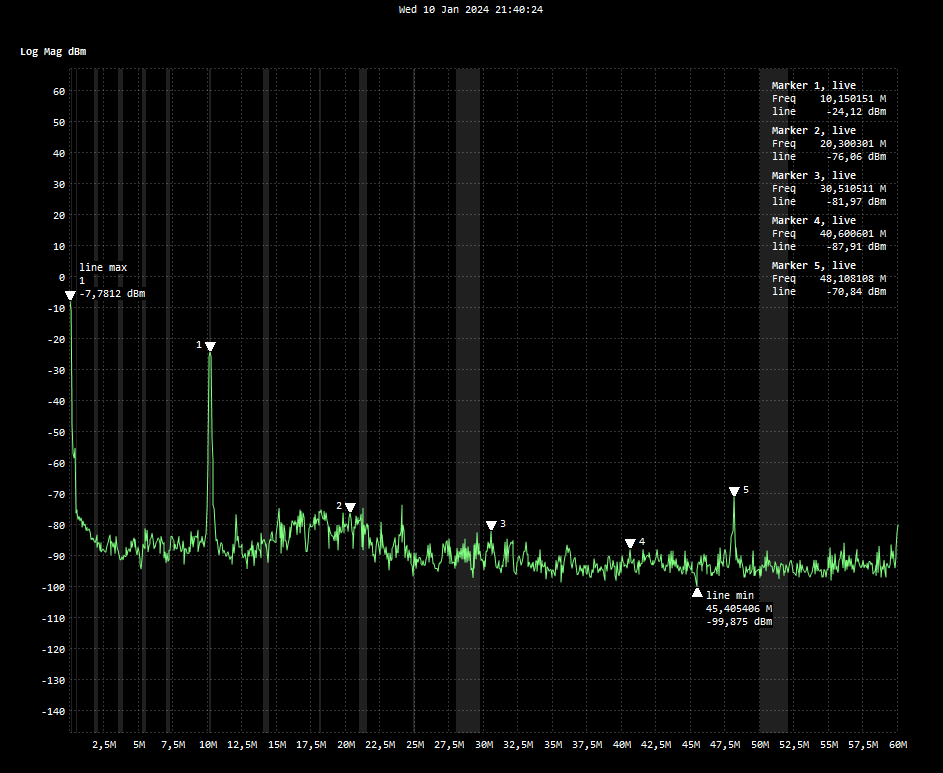 Wed 10 Jan 2024 21:40:24
Log Mag dBm
Marker 1, live
Freq 10,150151 M
line -24,12 dBm
Marker 2, live
Freq 20,300301 M
line -76,06 dBm
Marker 3, live
Freq 30,510511 M
line -81,97 dBm
Marker 4, live
Freq 40,600601 M
line -87,91 dBm
Marker 5, live
Freq 48,108108 M
line -70,84 dBm
60
50
40
30
20
10
0
-10
-20
-30
-40
-50
-60
-70
-80
-90
-100
-110
-120
-130
-140
line max
1
-7,7812 dBm
1
2
3
4
5
line min
45,405406 M
-99,875 dBm
2,5M 5M 7,5M 10M 12,5M 15M 17,5M 20M 22,5M 25M 27,5M 30M 32,5M 35M 37,5M 40M 42,5M 45M 47,5M 50M 52,5M 55M 57,5M 60M